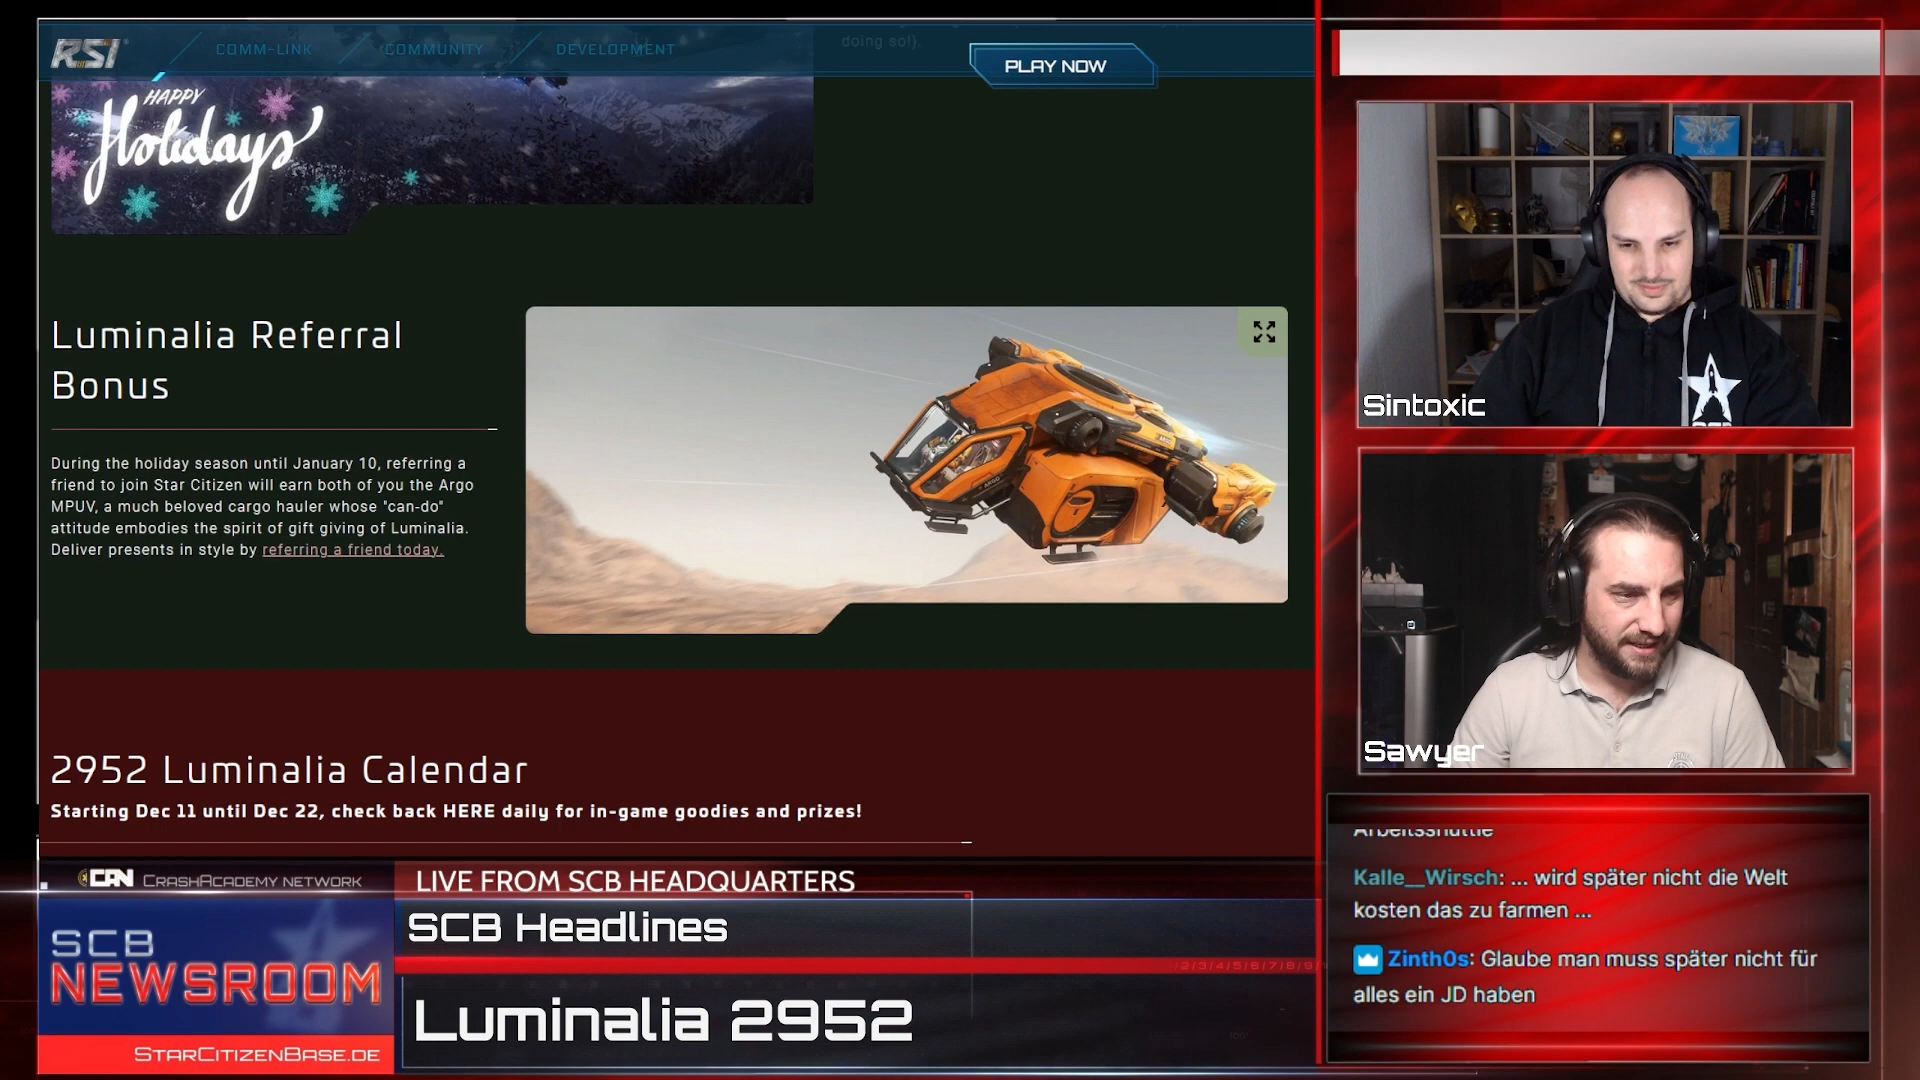 RSI
COMM-LINK
COMMUNITY
DEVELOPMENT
doing so!).
PLAY NOW
HAPPY
Holidays
Luminalia Referral
Bonus
During the holiday season until January 10, referring a
friend to join Star Citizen will earn both of you the Argo
MPUV, a much beloved cargo hauler whose "can-do"
attitude embodies the spirit of gift giving of Luminalia.
Deliver presents in style by referring a friend today.
ARGO
2952 Luminalia Calendar
Starting Dec 11 until Dec 22, check back HERE daily for in-game goodies and prizes!
Sintoxic
Sawyer
Arbeitsshuttle
Kalle__Wirsch: ... wird später nicht die Welt
kosten das zu farmen ...
Zinth0s: Glaube man muss später nicht für
alles ein JD haben
CAN CRASHACADEMY NETWORK
LIVE FROM SCB HEADQUARTERS
SCB Headlines
SCB
NEWSROOM
STARCITIZENBASE.DE
Luminalia 2952